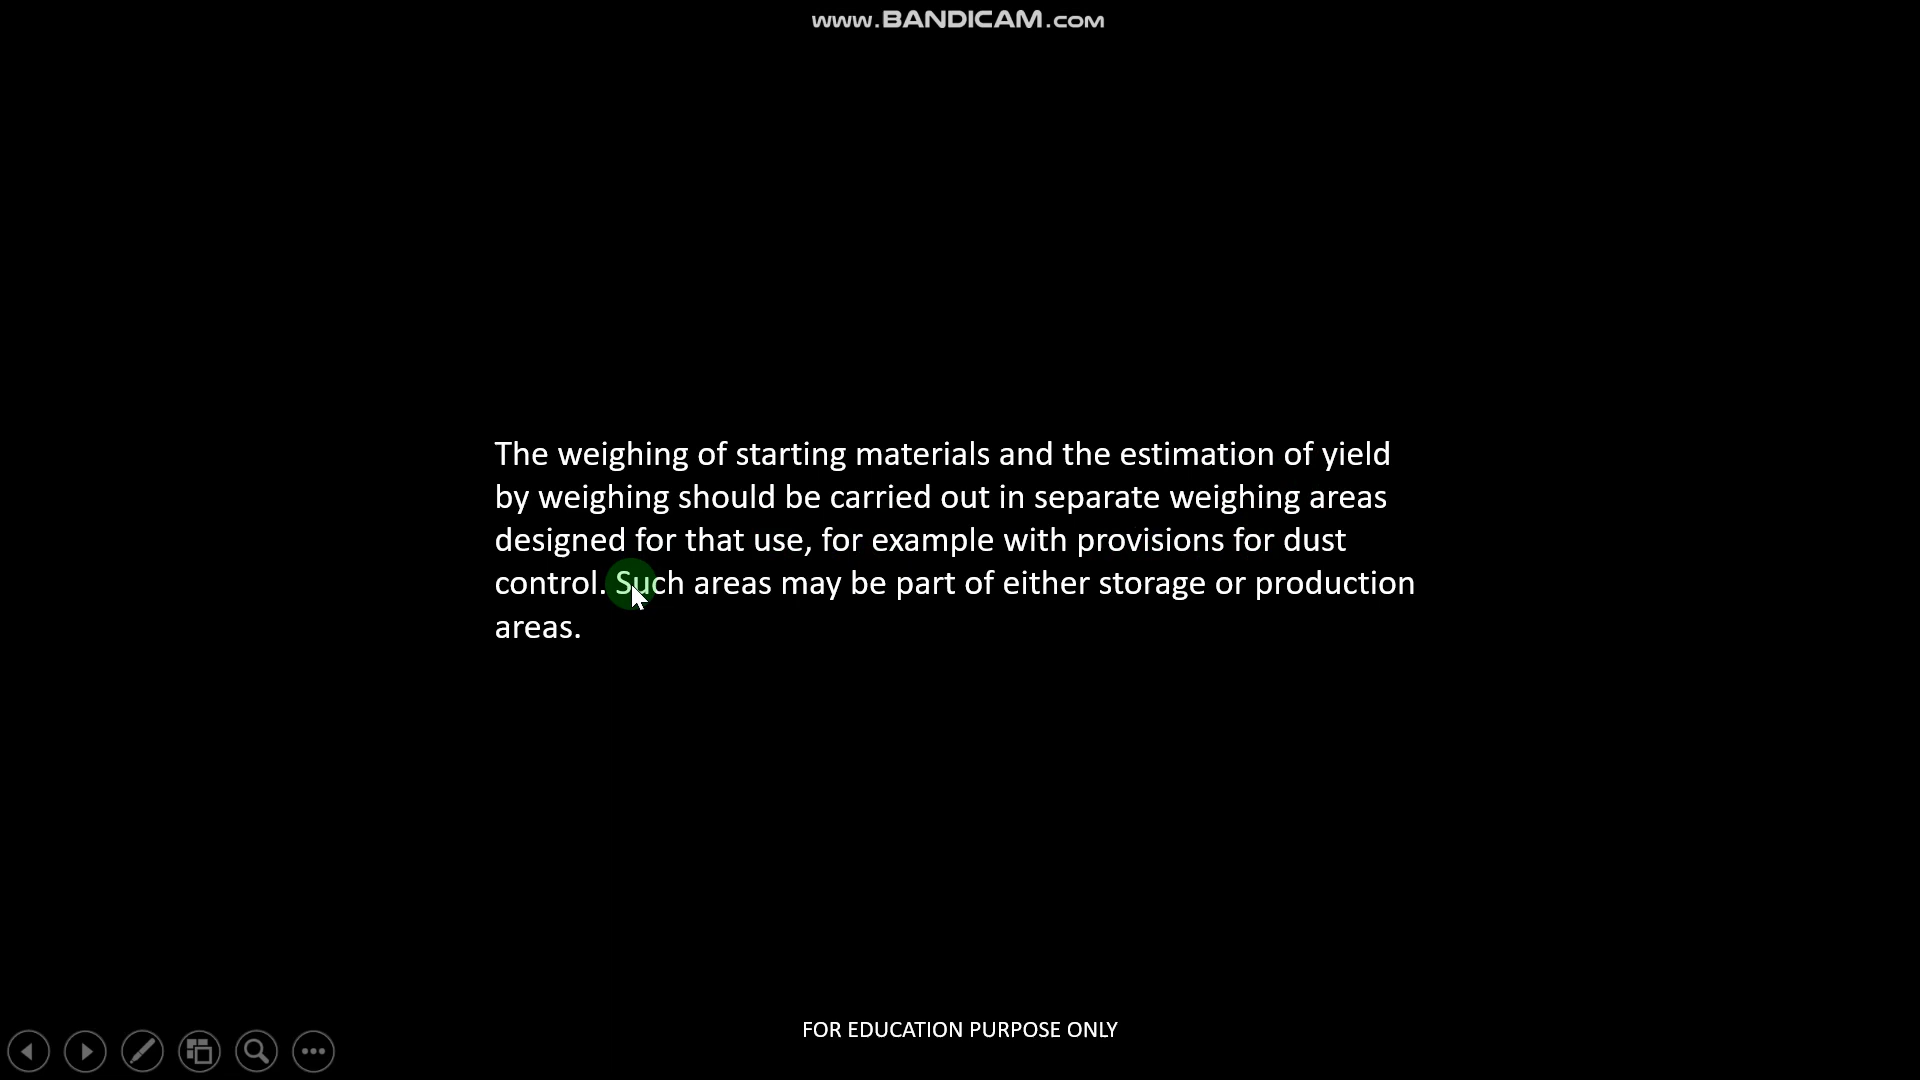 www.BANDICAM.COM
The weighing of starting materials and the estimation of yield
by weighing should be carried out in separate weighing areas
designed for that use, for example with provisions for dust
control. Such areas may be part of either storage or production
areas.
FOR EDUCATION PURPOSE ONLY